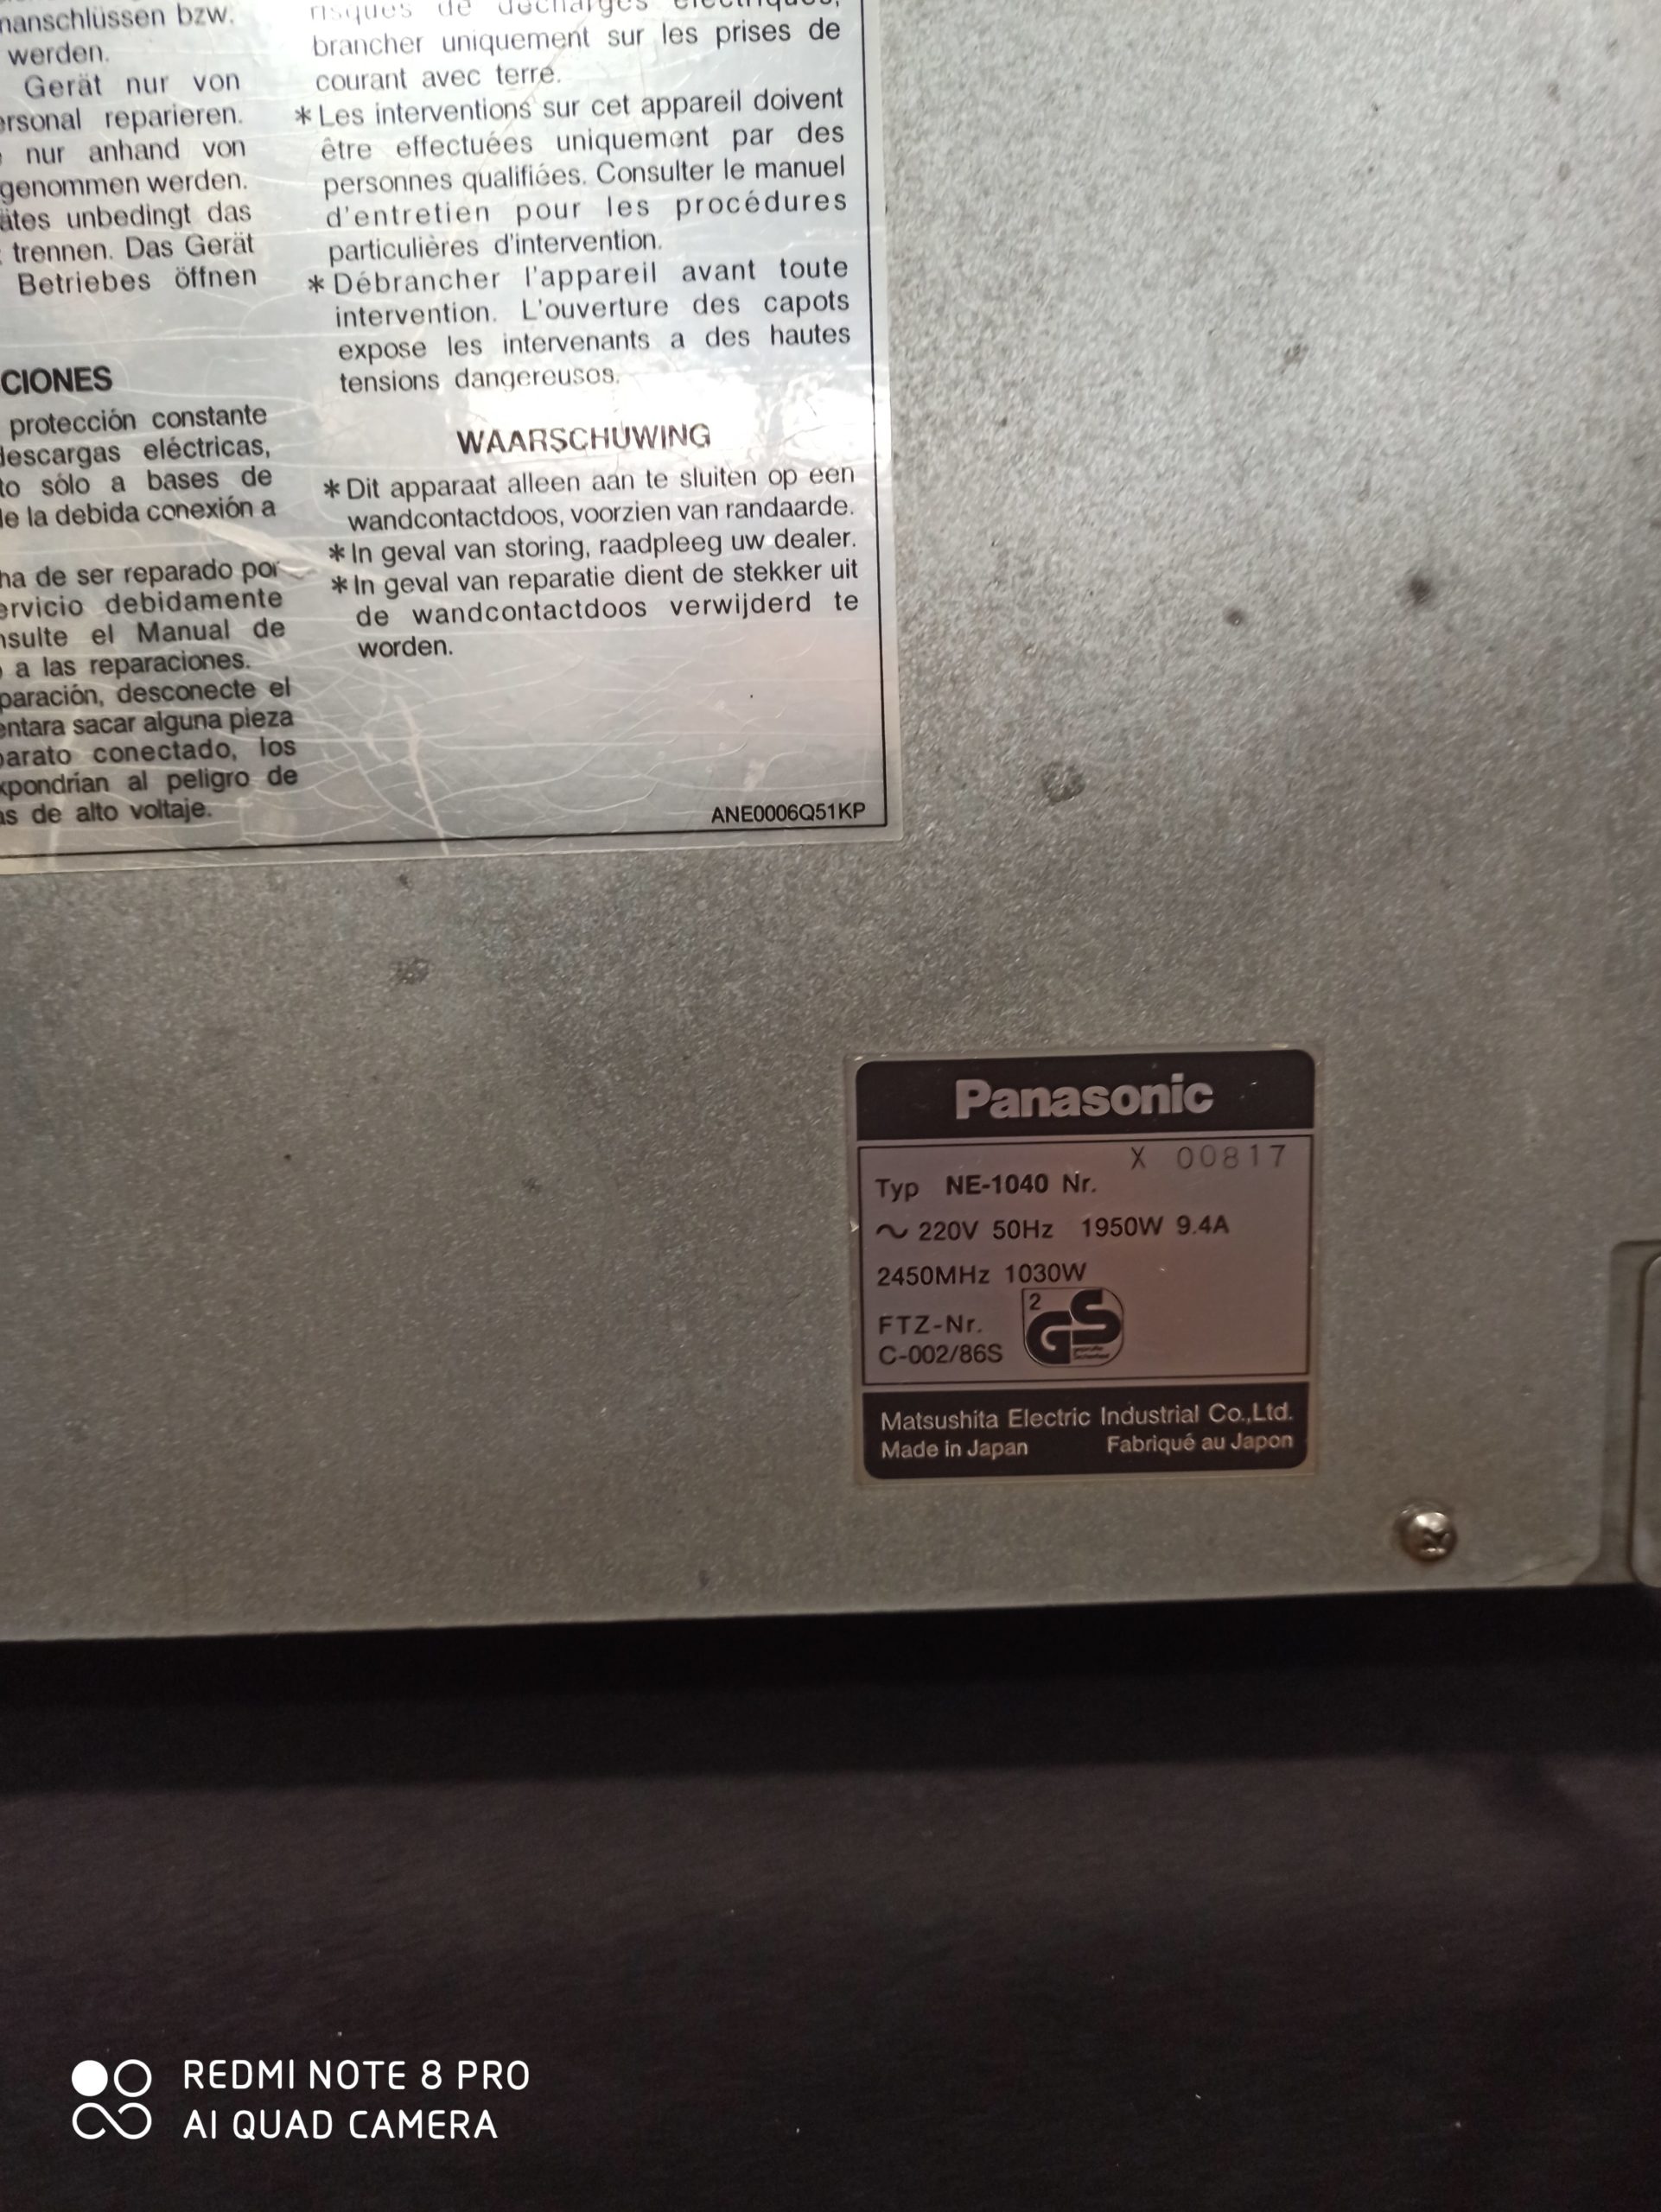 nanschlüssen bzw.
werden.
Gerät nur von
ersonal reparieren.
nur anhand von
genommen werden.
ätes unbedingt das
trennen. Das Gerät
Betriebes öffnen
CIONES
protección constante
descargas eléctricas,
to sólo a bases de
de la debida conexión a
ha de ser reparado por
ervicio debidamente
nsulte el Manual de
a las reparaciones.
paración, desconecte el
entara sacar alguna pieza
parato conectado, los
xpondrían al peligro de
as de alto voltaje.
risques de décharges électriques,
brancher uniquement sur les prises de
courant avec terre.
* Les interventions sur cet appareil doivent
être effectuées uniquement par des
personnes qualifiées. Consulter le manuel
d'entretien pour les procédures
particulières d'intervention.
* Débrancher l'appareil avant toute
intervention. L'ouverture des capots
expose les intervenants a des hautes
tensions dangereuses.
WAARSCHUWING
* Dit apparaat alleen aan te sluiten op een
wandcontactdoos, voorzien van randaarde.
* In geval van storing, raadpleeg uw dealer.
* In geval van reparatie dient de stekker uit
de wandcontactdoos verwijderd te
worden.
ANE0006Q51KP
Panasonic
X 00817
Typ NE-1040 Nr.
~ 220V 50Hz 1950W 9.4A
2450MHz 1030W
FTZ-Nr.
C-002/86S
2 GS
Matsushita Electric Industrial Co.,Ltd.
Made in Japan Fabriqué au Japon
REDMI NOTE 8 PRO
AI QUAD CAMERA